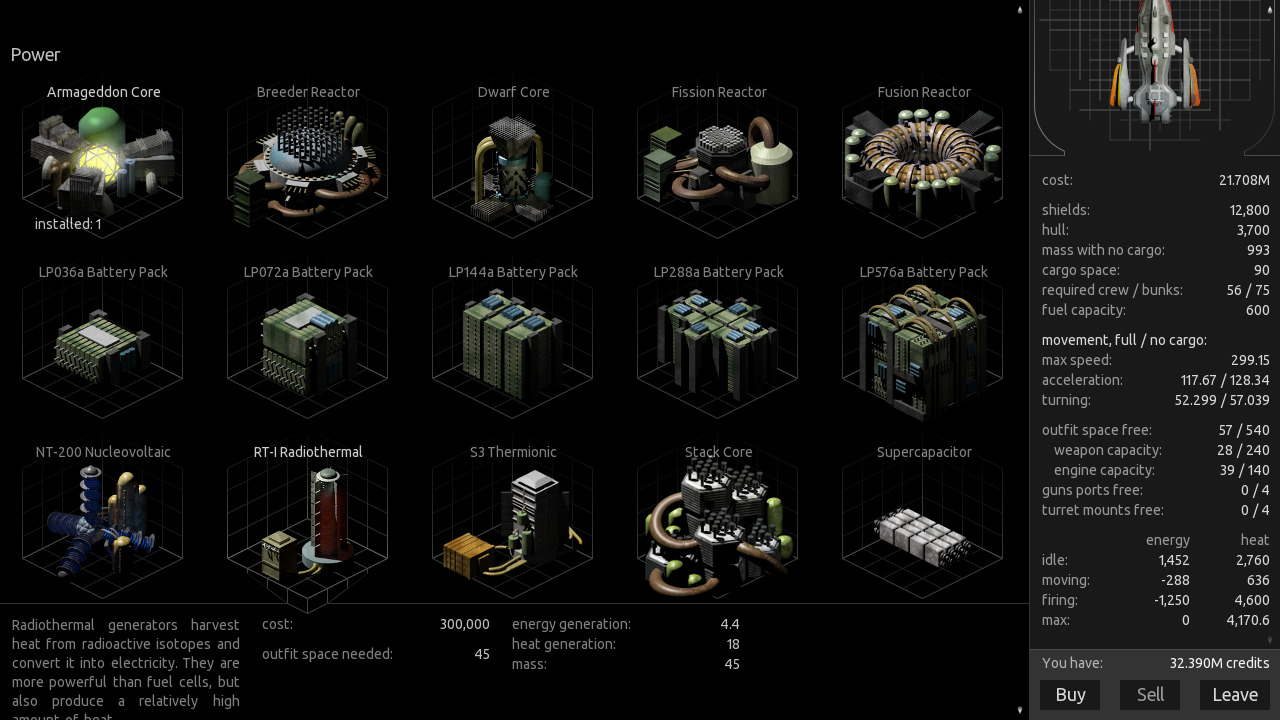 Power
Armageddon Core
Breeder Reactor
Dwarf Core
Fission Reactor
Fusion Reactor
installed: 1
LP036a Battery Pack
LP072a Battery Pack
LP144a Battery Pack
LP288a Battery Pack
LP576a Battery Pack
NT-200 Nucleovoltaic
RT-I Radiothermal
S3 Thermionic
Stack Core
Supercapacitor
Radiothermal generators harvest
heat from radioactive isotopes and
convert it into electricity. They are
more powerful than fuel cells, but
also produce a relatively high
amount of heat.
cost: 300,000
outfit space needed: 45
energy generation: 4.4
heat generation: 18
mass: 45
cost: 21.708M
shields: 12,800
hull: 3,700
mass with no cargo: 993
cargo space: 90
required crew / bunks: 56 / 75
fuel capacity: 600
movement, full / no cargo:
max speed: 299.15
acceleration: 117.67 / 128.34
turning: 52.299 / 57.039
outfit space free: 57 / 540
weapon capacity: 28 / 240
engine capacity: 39 / 140
guns ports free: 0 / 4
turret mounts free: 0 / 4
energy heat
idle: 1,452 2,760
moving: -288 636
firing: -1,250 4,600
max: 0 4,170.6
You have: 32.390M credits
Buy Sell Leave